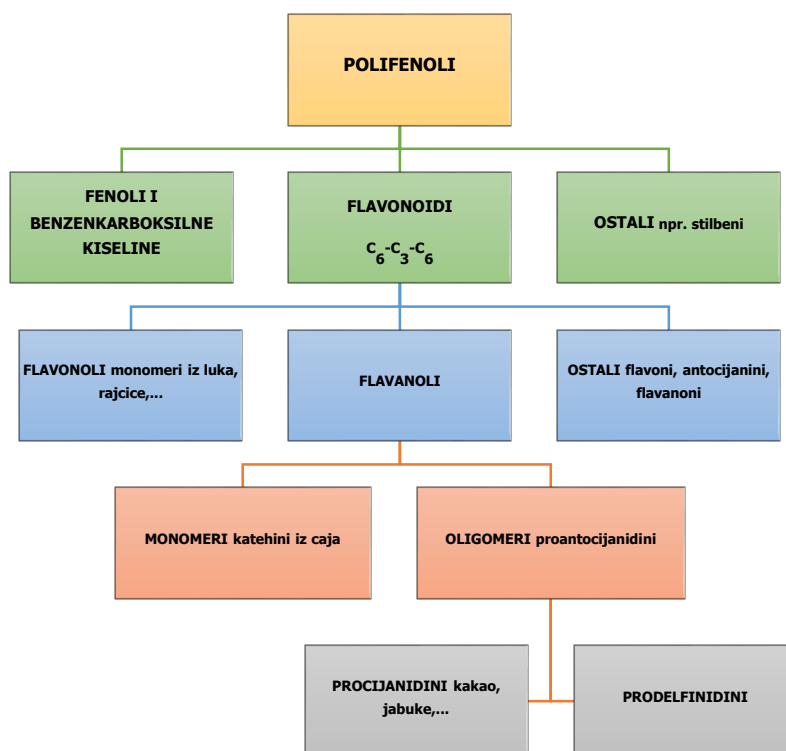 POLIFENOLI
FENOLI I
BENZENKARBOKSILNE
KISELINE
FLAVONOIDI
C6-C3-C6
OSTALI npr. stilbeni
FLAVONOLI monomeri iz luka,
rajcice,...
FLAVANOLI
OSTALI flavoni, antocijanini,
flavanoni
MONOMERI katehini iz caja
OLIGOMERI proantocijanidini
PROCIJANIDINI kakao,
jabuke,...
PRODELFINIDINI